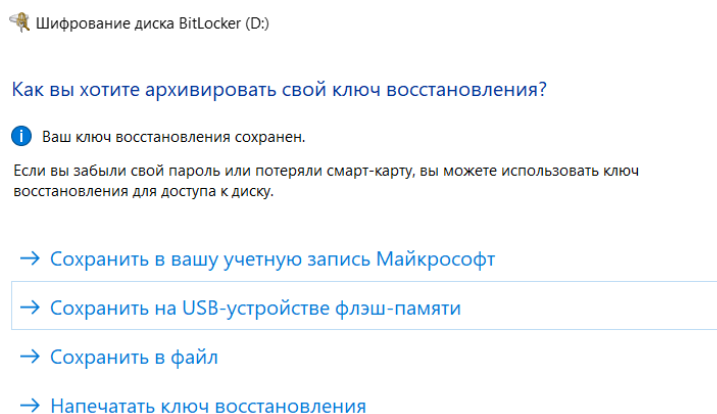 Шифрование диска BitLocker (D:)
Как вы хотите архивировать свой ключ восстановления?
Ваш ключ восстановления сохранен.
Если вы забыли свой пароль или потеряли смарт-карту, вы можете использовать ключ
восстановления для доступа к диску.
→ Сохранить в вашу учетную запись Майкрософт
→ Сохранить на USB-устройстве флэш-памяти
→ Сохранить в файл
→ Напечатать ключ восстановления